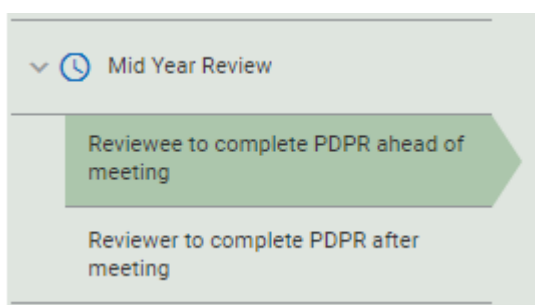 Mid Year Review
Reviewee to complete PDPR ahead of
meeting
Reviewer to complete PDPR after
meeting